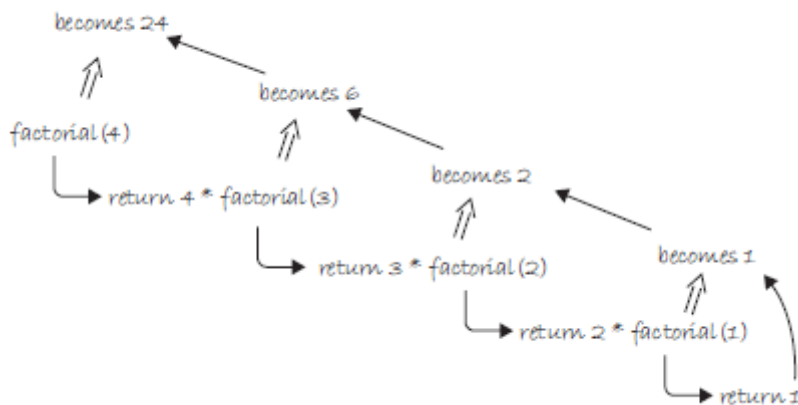 becomes 24
becomes 6
factorial(4)
becomes 2
return 4 * factorial(3)
becomes 1
return 3 * factorial(2)
return 2 * factorial(1)
return 1